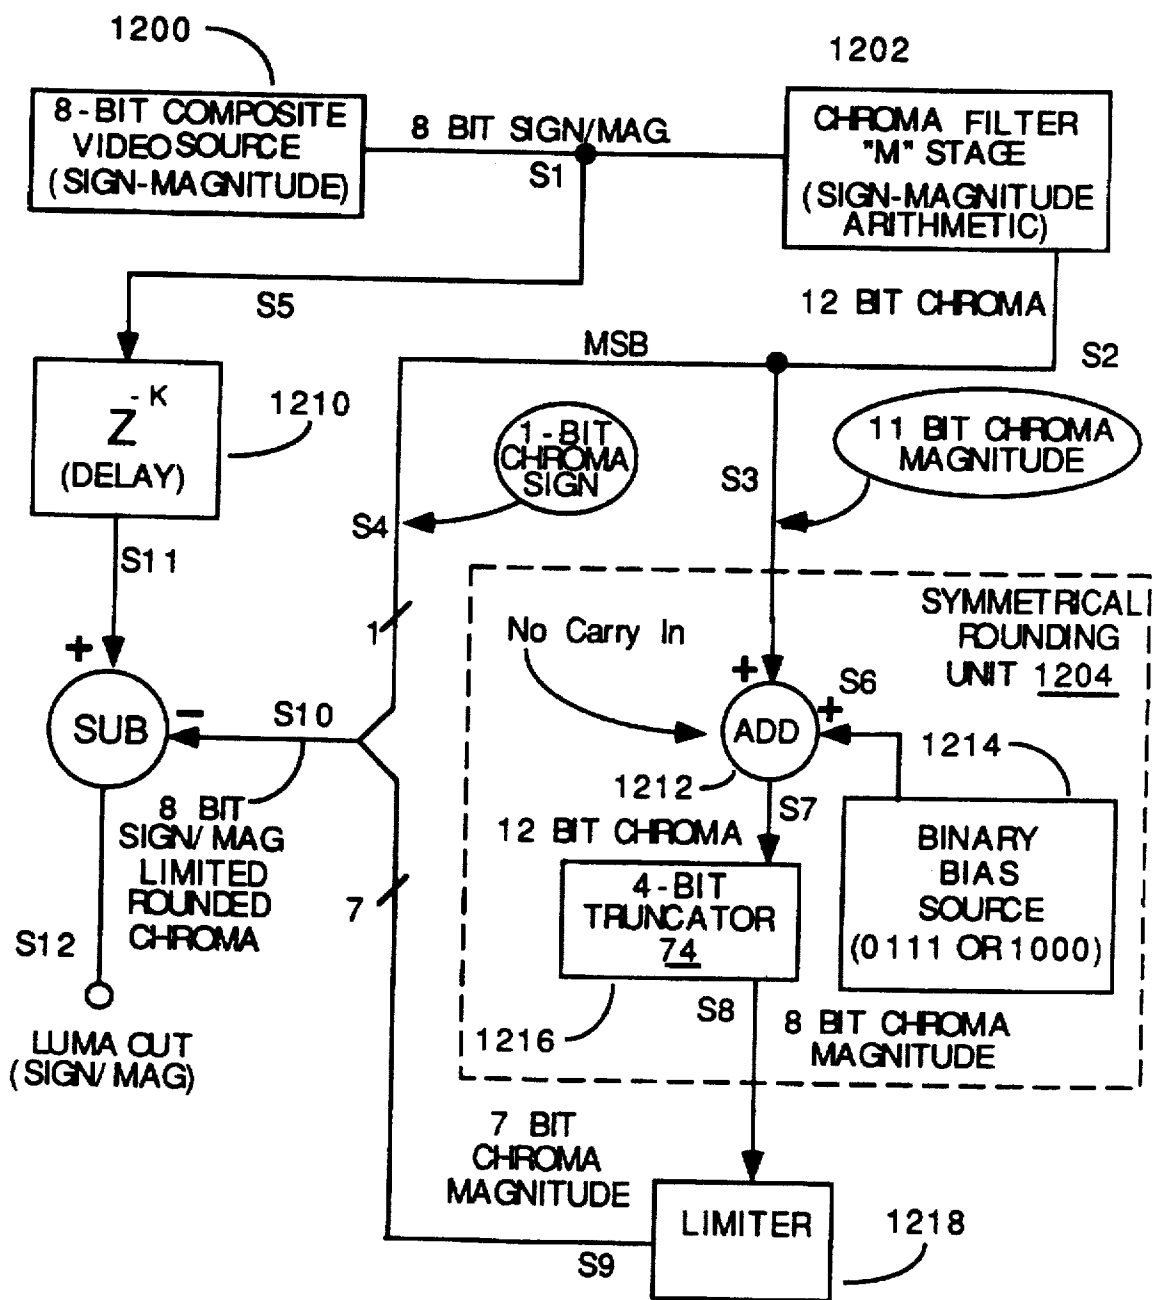 1200
1202
8-BIT COMPOSITE
VIDEO SOURCE
(SIGN-MAGNITUDE)
8 BIT SIGN/MAG.
S1
CHROMA FILTER
"M" STAGE
(SIGN-MAGNITUDE
ARITHMETIC)
S5
12 BIT CHROMA
MSB
S2
Z-K
(DELAY)
1210
1-BIT
CHROMA
SIGN
11 BIT CHROMA
MAGNITUDE
S3
S4
S11
1
No Carry In
SYMMETRICAL
ROUNDING
UNIT 1204
+
+
S6
+
SUB
-
S10
ADD
1214
1212
S7
8 BIT
SIGN/MAG
LIMITED
ROUNDED
CHROMA
12 BIT CHROMA
BINARY
BIAS
SOURCE
(0111 OR 1000)
7
4-BIT
TRUNCATOR
74
S12
S8
1216
8 BIT CHROMA
MAGNITUDE
LUMA OUT
(SIGN/MAG)
7 BIT
CHROMA
MAGNITUDE
LIMITER
1218
S9